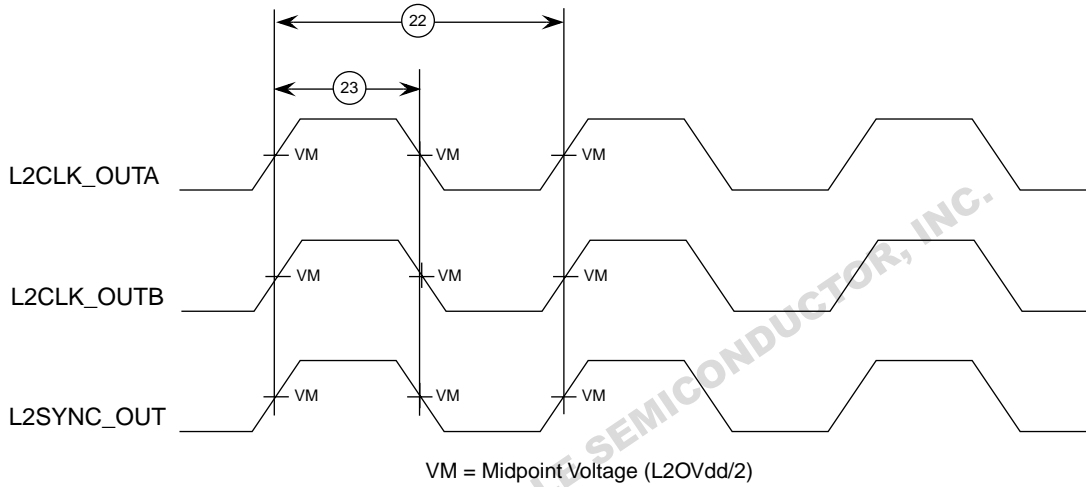 22
23
VM VM VM
L2CLK_OUTA
VM VM VM
L2CLK_OUTB
VM VM VM
L2SYNC_OUT
SEMICONDUCTOR, INC.
VM = Midpoint Voltage (L2OVdd/2)